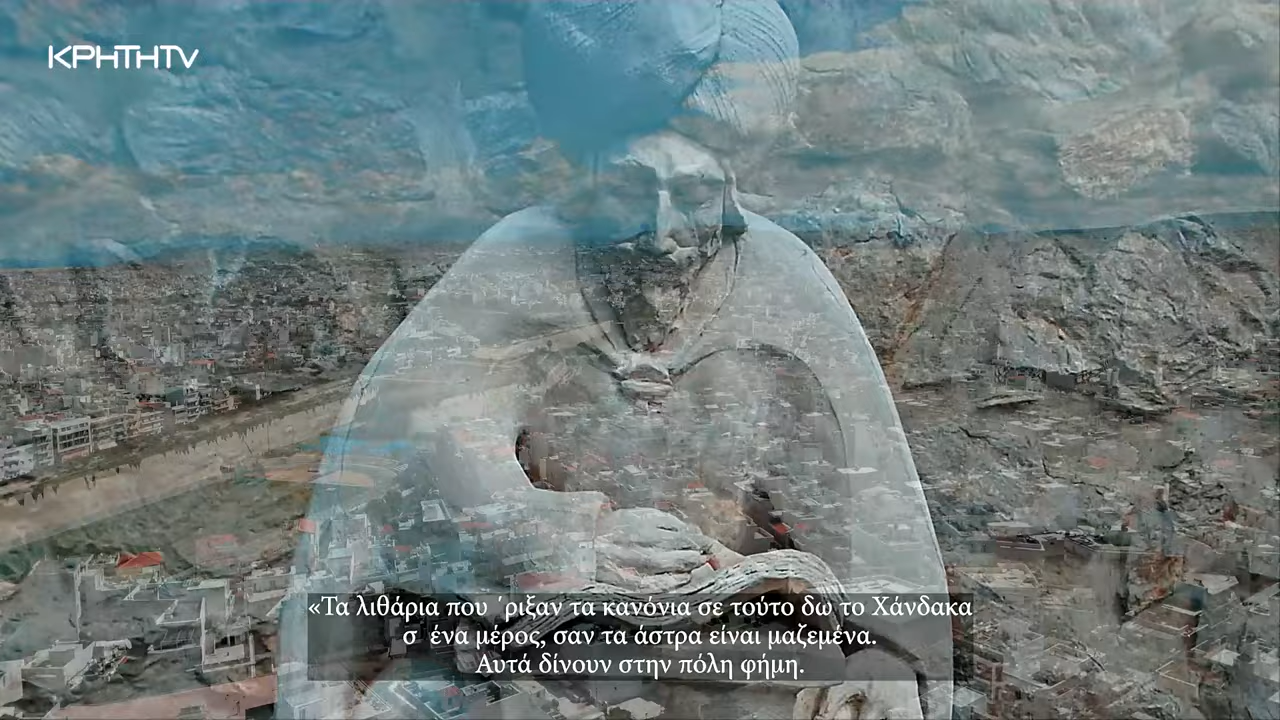 ΚΡΗΤΗTV
«Τα λιθάρια που ΄ριξαν τα κανόνια σε τούτο δω το Χάνδακα
σ΄ ένα μέρος, σαν τα άστρα είναι μαζεμένα.
Αυτά δίνουν στην πόλη φήμη.